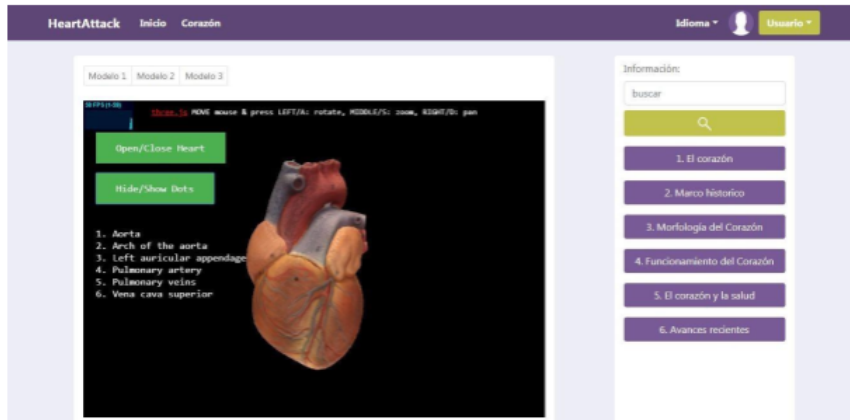 HeartAttack Inicio Corazón Idioma Usuario
Modelo 1 Modelo 2 Modelo 3
three.js MOVE mouse & press LEFT/A: rotate, MIDDLE/S: zoom, RIGHT/D: pan
Open/Close Heart
Hide/Show Dots
1. Aorta
2. Arch of the aorta
3. Left auricular appendage
4. Pulmonary artery
5. Pulmonary veins
6. Vena cava superior
Información:
buscar
1. El corazón
2. Marco historico
3. Morfología del Corazón
4. Funcionamiento del Corazón
5. El corazón y la salud
6. Avances recientes